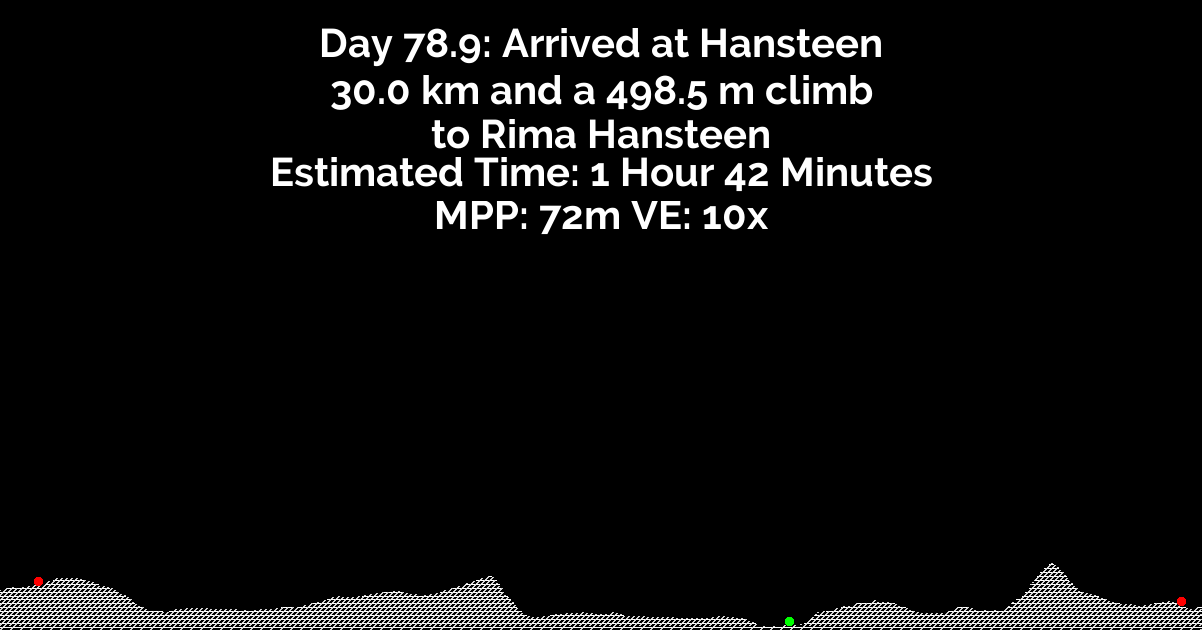 Day 78.9: Arrived at Hansteen
30.0 km and a 498.5 m climb
to Rima Hansteen
Estimated Time: 1 Hour 42 Minutes
MPP: 72m VE: 10x